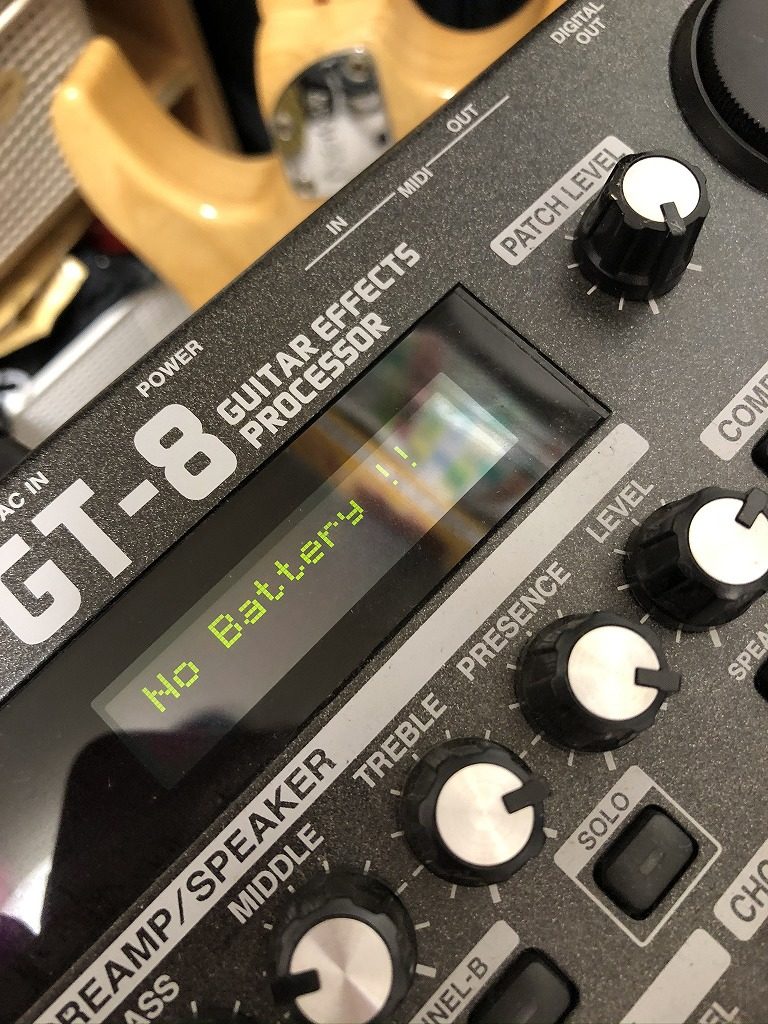 DIGITAL
OUT
OUT
MIDI
IN
PATCH LEVEL
POWER
AC IN
GT-8
GUITAR EFFECTS
PROCESSOR
No Battery !!
LEVEL
PRESENCE
TREBLE
MIDDLE
PREAMP/SPEAKER
SOLO